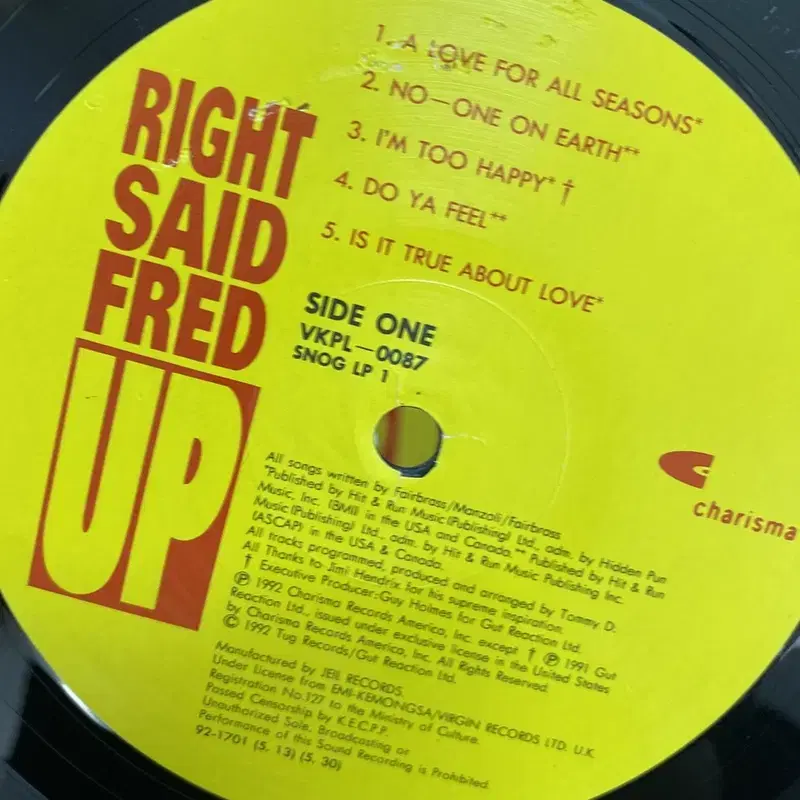 RIGHT
SAID
FRED
UP
1. A LOVE FOR ALL SEASONS*
2. NO—ONE ON EARTH**
3. I'M TOO HAPPY* †
4. DO YA FEEL**
5. IS IT TRUE ABOUT LOVE*
SIDE ONE
VKPL—0087
SNOG LP 1
charisma
All songs written by Fairbrass/Manzoli/Fairbrass
*Published by Hit & Run Music(Publishing) Ltd., adm. by Hidden Pun
Music, Inc. (BMI) in the USA and Canada.** Published by Hit & Run
Music(Publishing) Ltd., adm. by Hit & Run Music Publishing Inc.
(ASCAP) in the USA & Canada.
All tracks programmed, produced and arranged by Tommy D.
All Thanks to Jimi Hendrix for his supreme inspiration.
† Executive Producer:Guy Holmes for Gut Reaction Ltd.
℗ 1992 Charisma Records America, Inc. except † ℗ 1991 Gut
Reaction Ltd., issued under exclusive license in the United States
by Charisma Records America, Inc. All Rights Reserved.
© 1992 Tug Records/Gut Reaction Ltd.
Manufactured by JEIL RECORDS.
Under License from EMI-KEMONGSA/VIRGIN RECORDS LTD. U.K.
Registration No.127 to the Ministry of Culture.
Passed Censorship by K.E.C.P.P.
Unauthorized Sale, Broadcasting or
Performance of this Sound Recording is Prohibited.
92-1701 (5, 13) (5, 30)